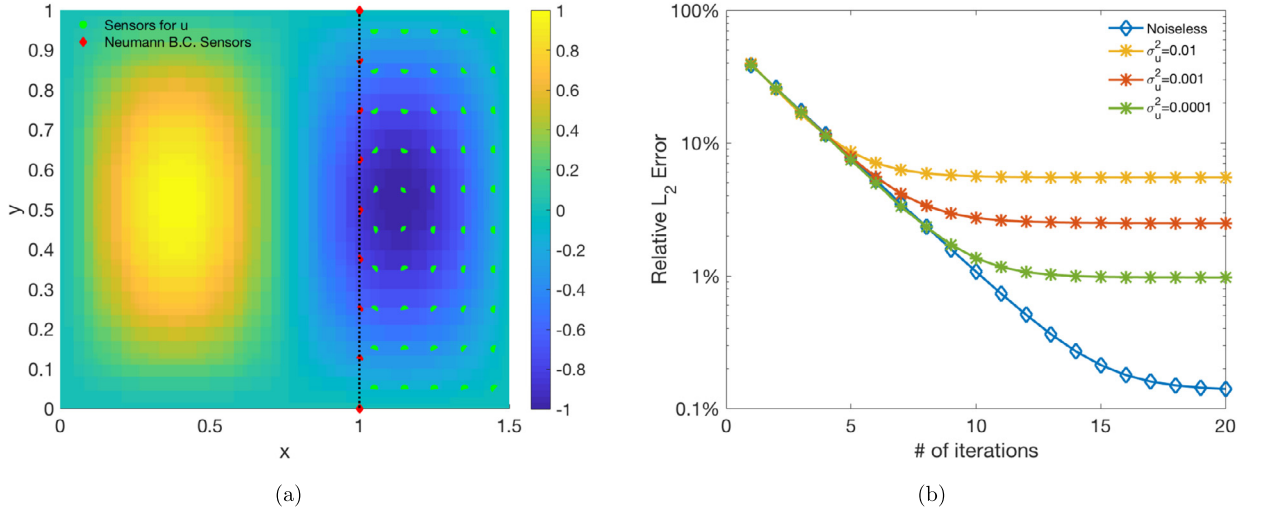 Sensors for u
Neumann B.C. Sensors
1
0.9
0.8
0.7
0.6
0.5
0.4
0.3
0.2
0.1
0
y
0 0.5 1 1.5
x
1
0.8
0.6
0.4
0.2
0
-0.2
-0.4
-0.6
-0.8
-1
(a)
100%
10%
1%
0.1%
Relative L2 Error
Noiseless
σ²u=0.01
σ²u=0.001
σ²u=0.0001
0 5 10 15 20
# of iterations
(b)